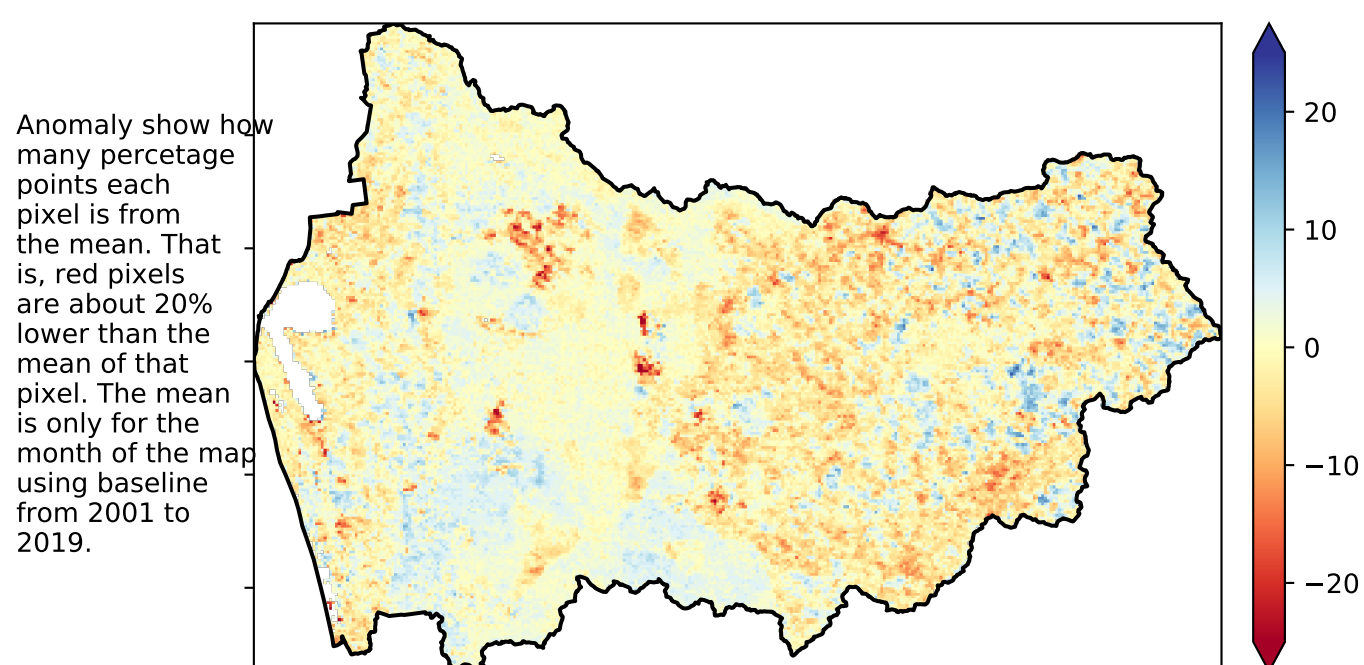 Anomaly show how
many percetage
points each
pixel is from
the mean. That
is, red pixels
are about 20%
lower than the
mean of that
pixel. The mean
is only for the
month of the map
using baseline
from 2001 to
2019.
20
10
0
−10
−20